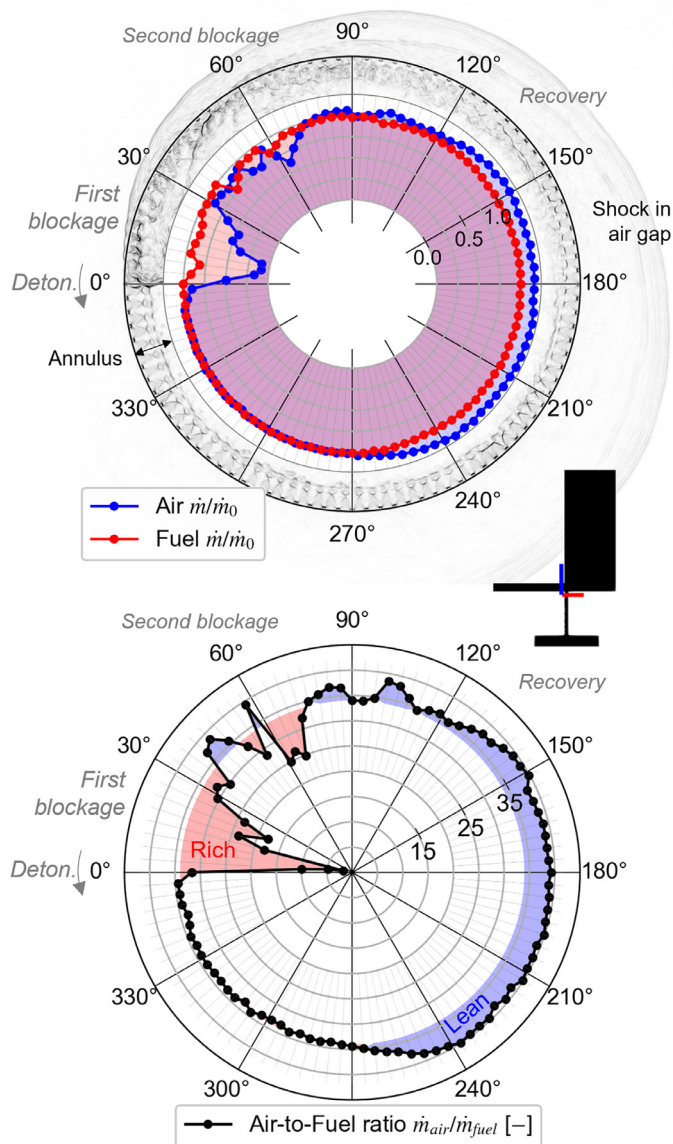 Second blockage
90°
60°
120°
Recovery
30°
150°
First
blockage
1.0
0.5
0.0
Shock in
air gap
Deton.
0°
180°
Annulus
330°
210°
240°
270°
Air ṁ/ṁ₀
Fuel ṁ/ṁ₀
Second blockage
90°
60°
120°
Recovery
30°
150°
First
blockage
35
25
15
Rich
Deton.
0°
180°
330°
210°
Lean
300°
240°
Air-to-Fuel ratio ṁair/ṁfuel [−]